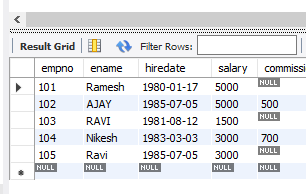 Result Grid Filter Rows:
empno ename hiredate salary commissi
101 Ramesh 1980-01-17 5000 NULL
102 AJAY 1985-07-05 5000 500
103 RAVI 1981-08-12 1500 NULL
104 Nikesh 1983-03-03 3000 700
105 Ravi 1985-07-05 3000 NULL
NULL NULL NULL NULL NULL